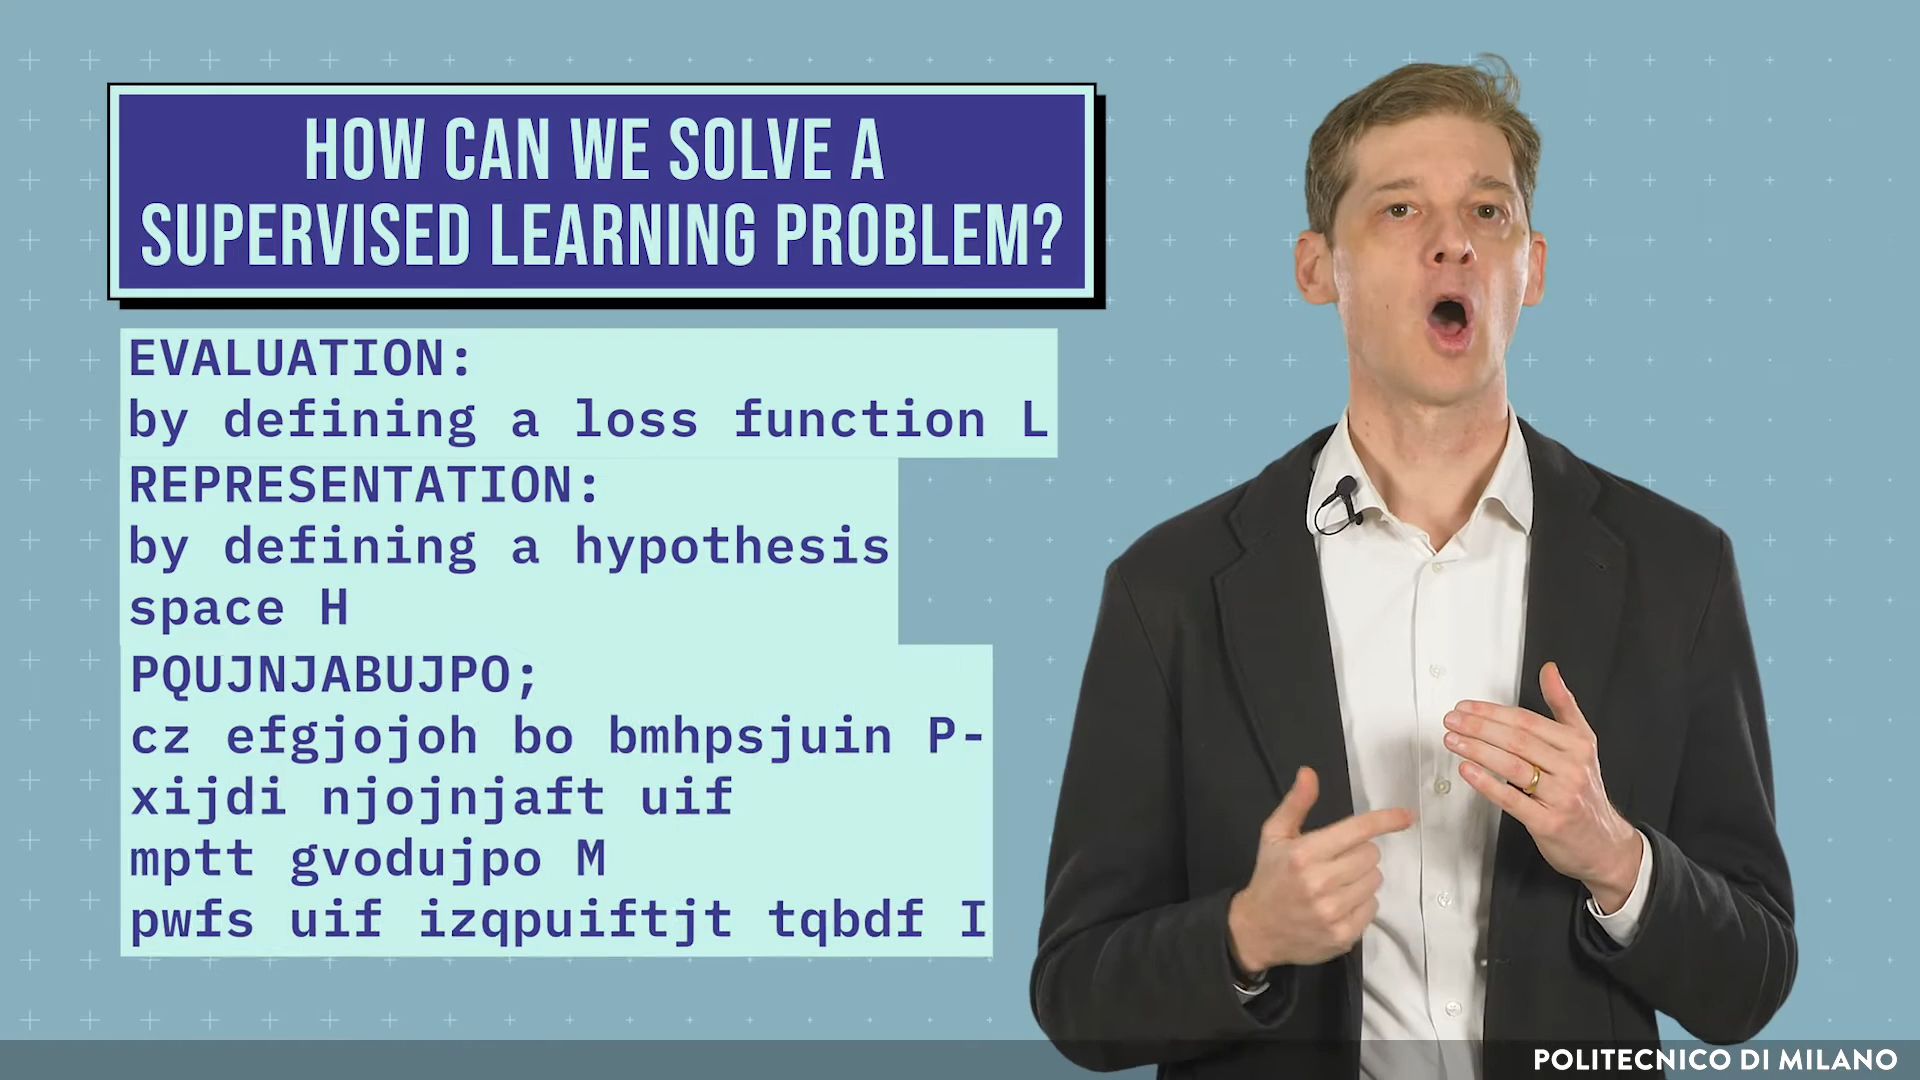 HOW CAN WE SOLVE A
SUPERVISED LEARNING PROBLEM?
EVALUATION:
by defining a loss function L
REPRESENTATION:
by defining a hypothesis
space H
PQUJNJABUJPO;
cz efgjojoh bo bmhpsjuin P-
xijdi njojnjaft uif
mptt gvodujpo M
pwfs uif izqpuiftjt tqbdf I
POLITECNICO DI MILANO